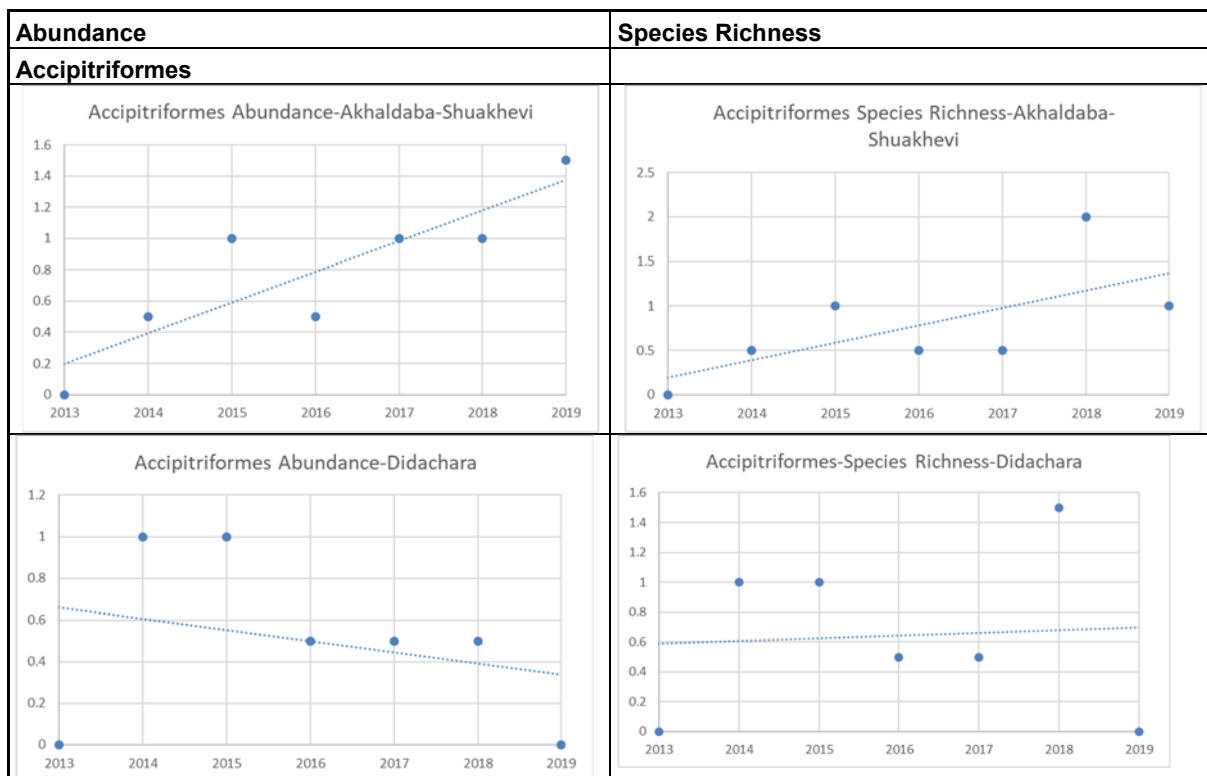 Abundance
Species Richness
Accipitriformes
Accipitriformes Abundance-Akhaldaba-Shuakhevi
1.6
1.4
1.2
1
0.8
0.6
0.4
0.2
0
2013 2014 2015 2016 2017 2018 2019
Accipitriformes Species Richness-Akhaldaba-
Shuakhevi
2.5
2
1.5
1
0.5
0
2013 2014 2015 2016 2017 2018 2019
Accipitriformes Abundance-Didachara
1.2
1
0.8
0.6
0.4
0.2
0
2013 2014 2015 2016 2017 2018 2019
Accipitriformes-Species Richness-Didachara
1.6
1.4
1.2
1
0.8
0.6
0.4
0.2
0
2013 2014 2015 2016 2017 2018 2019